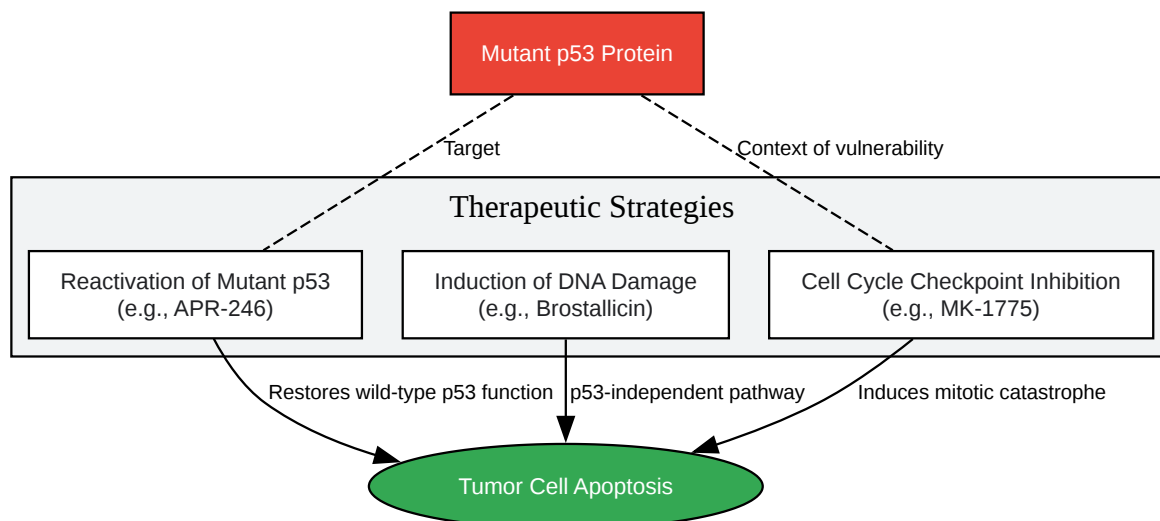 Mutant p53 Protein
Target
Context of vulnerability
Therapeutic Strategies
Reactivation of Mutant p53
(e.g., APR-246)
Induction of DNA Damage
(e.g., Brostallicin)
Cell Cycle Checkpoint Inhibition
(e.g., MK-1775)
Restores wild-type p53 function
p53-independent pathway
Induces mitotic catastrophe
Tumor Cell Apoptosis